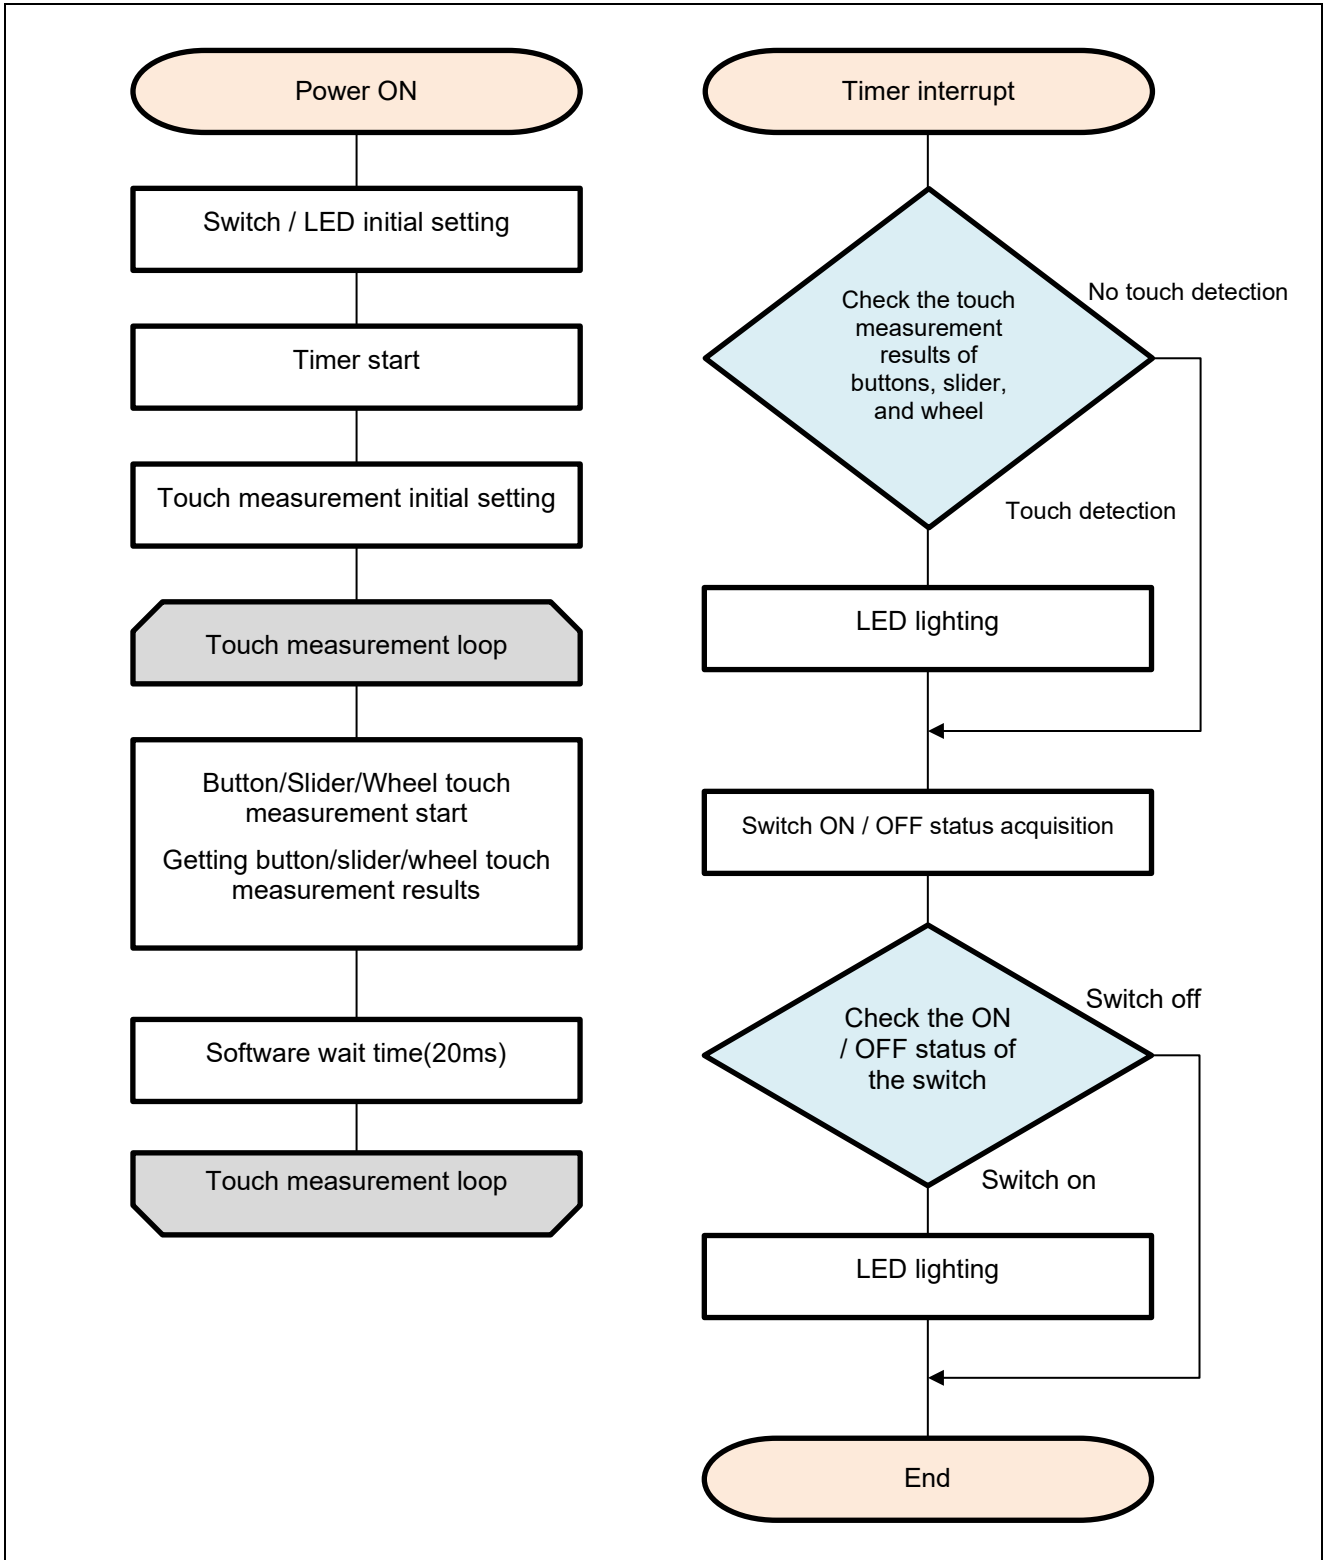 Power ON
Switch / LED initial setting
Timer start
Touch measurement initial setting
Touch measurement loop
Button/Slider/Wheel touch
measurement start
Getting button/slider/wheel touch
measurement results
Software wait time(20ms)
Touch measurement loop
Timer interrupt
Check the touch
measurement
results of
buttons, slider,
and wheel
No touch detection
Touch detection
LED lighting
Switch ON / OFF status acquisition
Check the ON
/ OFF status of
the switch
Switch off
Switch on
LED lighting
End